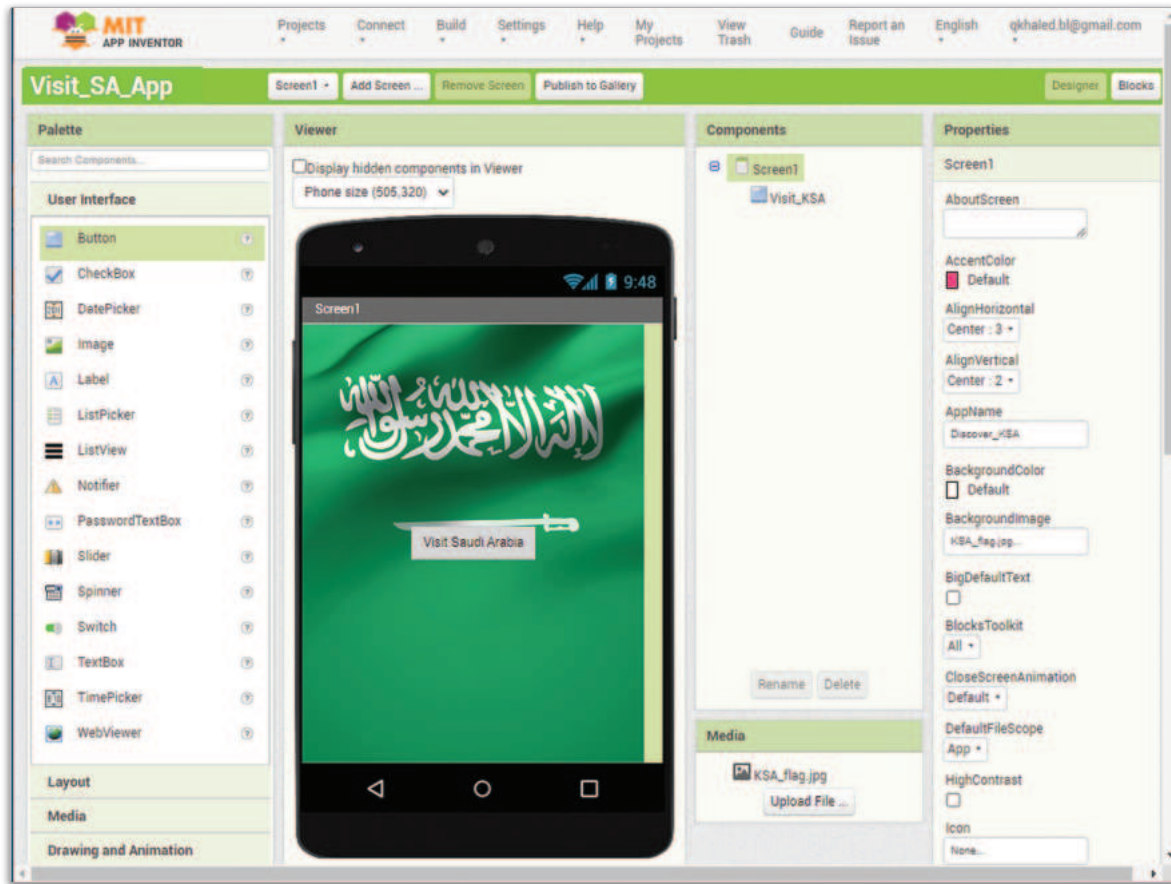 MIT
APP INVENTOR
Projects
Connect
Build
Settings
Help
My Projects
View Trash
Guide
Report an Issue
English
qkhaled.bl@gmail.com
Visit_SA_App
Screen1
Add Screen ...
Remove Screen
Publish to Gallery
Designer
Blocks
Palette
Search Components...
User Interface
Button
CheckBox
DatePicker
Image
Label
ListPicker
ListView
Notifier
PasswordTextBox
Slider
Spinner
Switch
TextBox
TimePicker
WebViewer
Layout
Media
Drawing and Animation
Viewer
Display hidden components in Viewer
Phone size (505,320)
9:48
Screen1
لا إله إلا الله محمد رسول الله
Visit Saudi Arabia
Components
Screen1
Visit_KSA
Rename
Delete
Media
KSA_flag.jpg
Upload File ...
Properties
Screen1
AboutScreen
AccentColor
Default
AlignHorizontal
Center : 3
AlignVertical
Center : 2
AppName
Discover_KSA
BackgroundColor
Default
BackgroundImage
KSA_flag.jpg...
BigDefaultText
BlocksToolkit
All
CloseScreenAnimation
Default
DefaultFileScope
App
HighContrast
Icon
None...